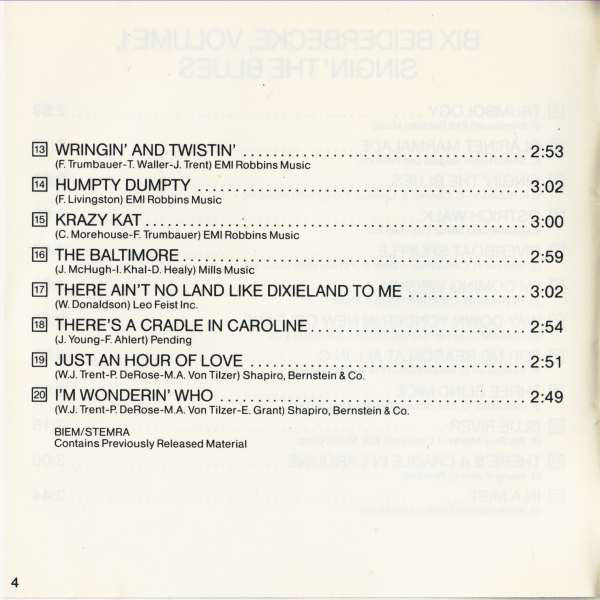 13 WRINGIN' AND TWISTIN' 2:53
(F. Trumbauer-T. Waller-J. Trent) EMI Robbins Music
14 HUMPTY DUMPTY 3:02
(F. Livingston) EMI Robbins Music
15 KRAZY KAT 3:00
(C. Morehouse-F. Trumbauer) EMI Robbins Music
16 THE BALTIMORE 2:59
(J. McHugh-I. Khal-D. Healy) Mills Music
17 THERE AIN'T NO LAND LIKE DIXIELAND TO ME 3:02
(W. Donaldson) Leo Feist Inc.
18 THERE'S A CRADLE IN CAROLINE 2:54
(J. Young-F. Ahlert) Pending
19 JUST AN HOUR OF LOVE 2:51
(W.J. Trent-P. DeRose-M.A. Von Tilzer) Shapiro, Bernstein & Co.
20 I'M WONDERIN' WHO 2:49
(W.J. Trent-P. DeRose-M.A. Von Tilzer-E. Grant) Shapiro, Bernstein & Co.
BIEM/STEMRA
Contains Previously Released Material
4